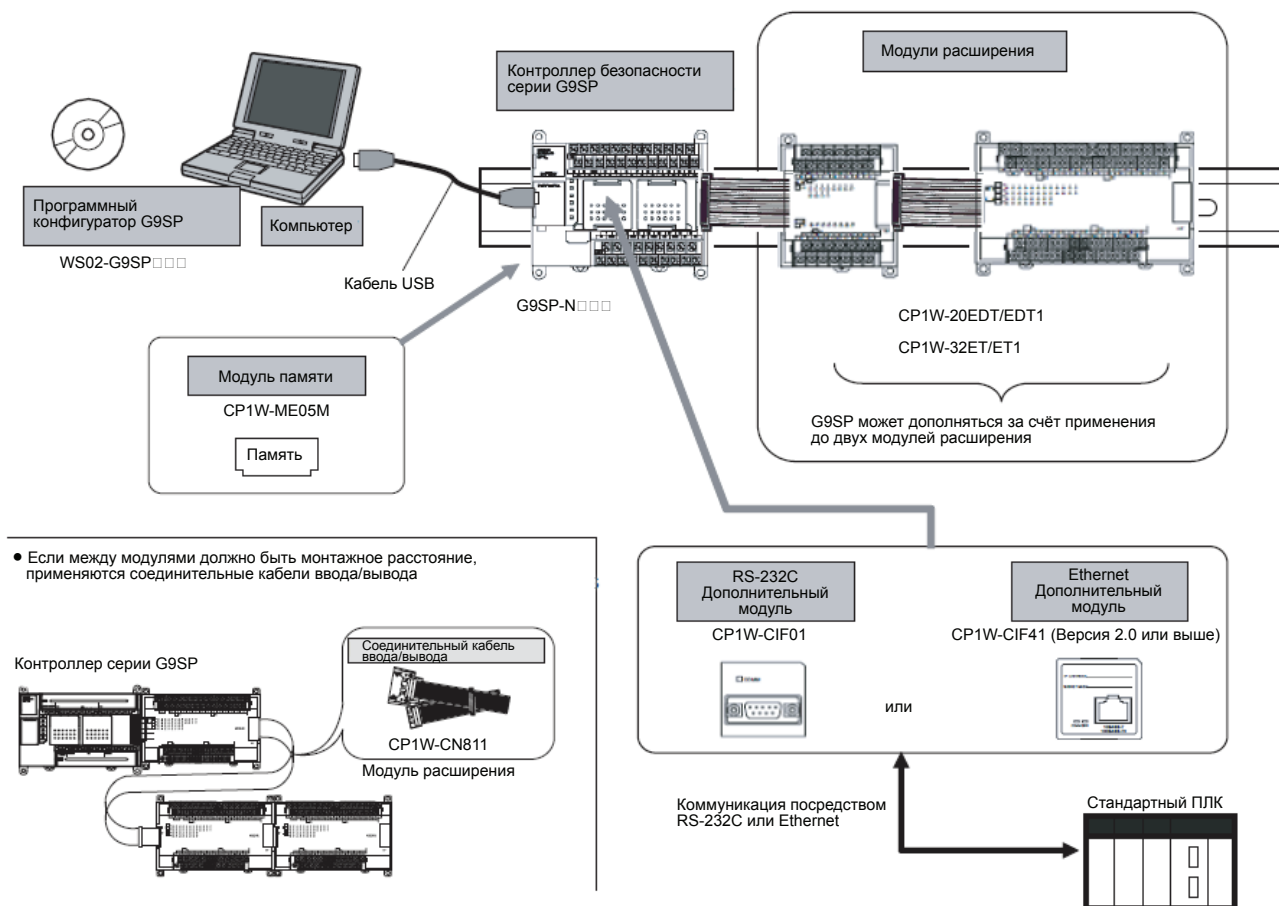 Модули расширения
Контроллер безопасности
серии G9SP
Программный
конфигуратор G9SP
WS02-G9SP□□□
Компьютер
Кабель USB
G9SP-N□□□
CP1W-20EDT/EDT1
CP1W-32ET/ET1
G9SP может дополняться за счёт применения
до двух модулей расширения
Модуль памяти
CP1W-ME05M
Память
• Если между модулями должно быть монтажное расстояние,
применяются соединительные кабели ввода/вывода
Контроллер серии G9SP
Соединительный кабель
ввода/вывода
CP1W-CN811
Модуль расширения
RS-232C
Дополнительный
модуль
CP1W-CIF01
или
Ethernet
Дополнительный
модуль
CP1W-CIF41 (Версия 2.0 или выше)
Коммуникация посредством
RS-232C или Ethernet
Стандартный ПЛК